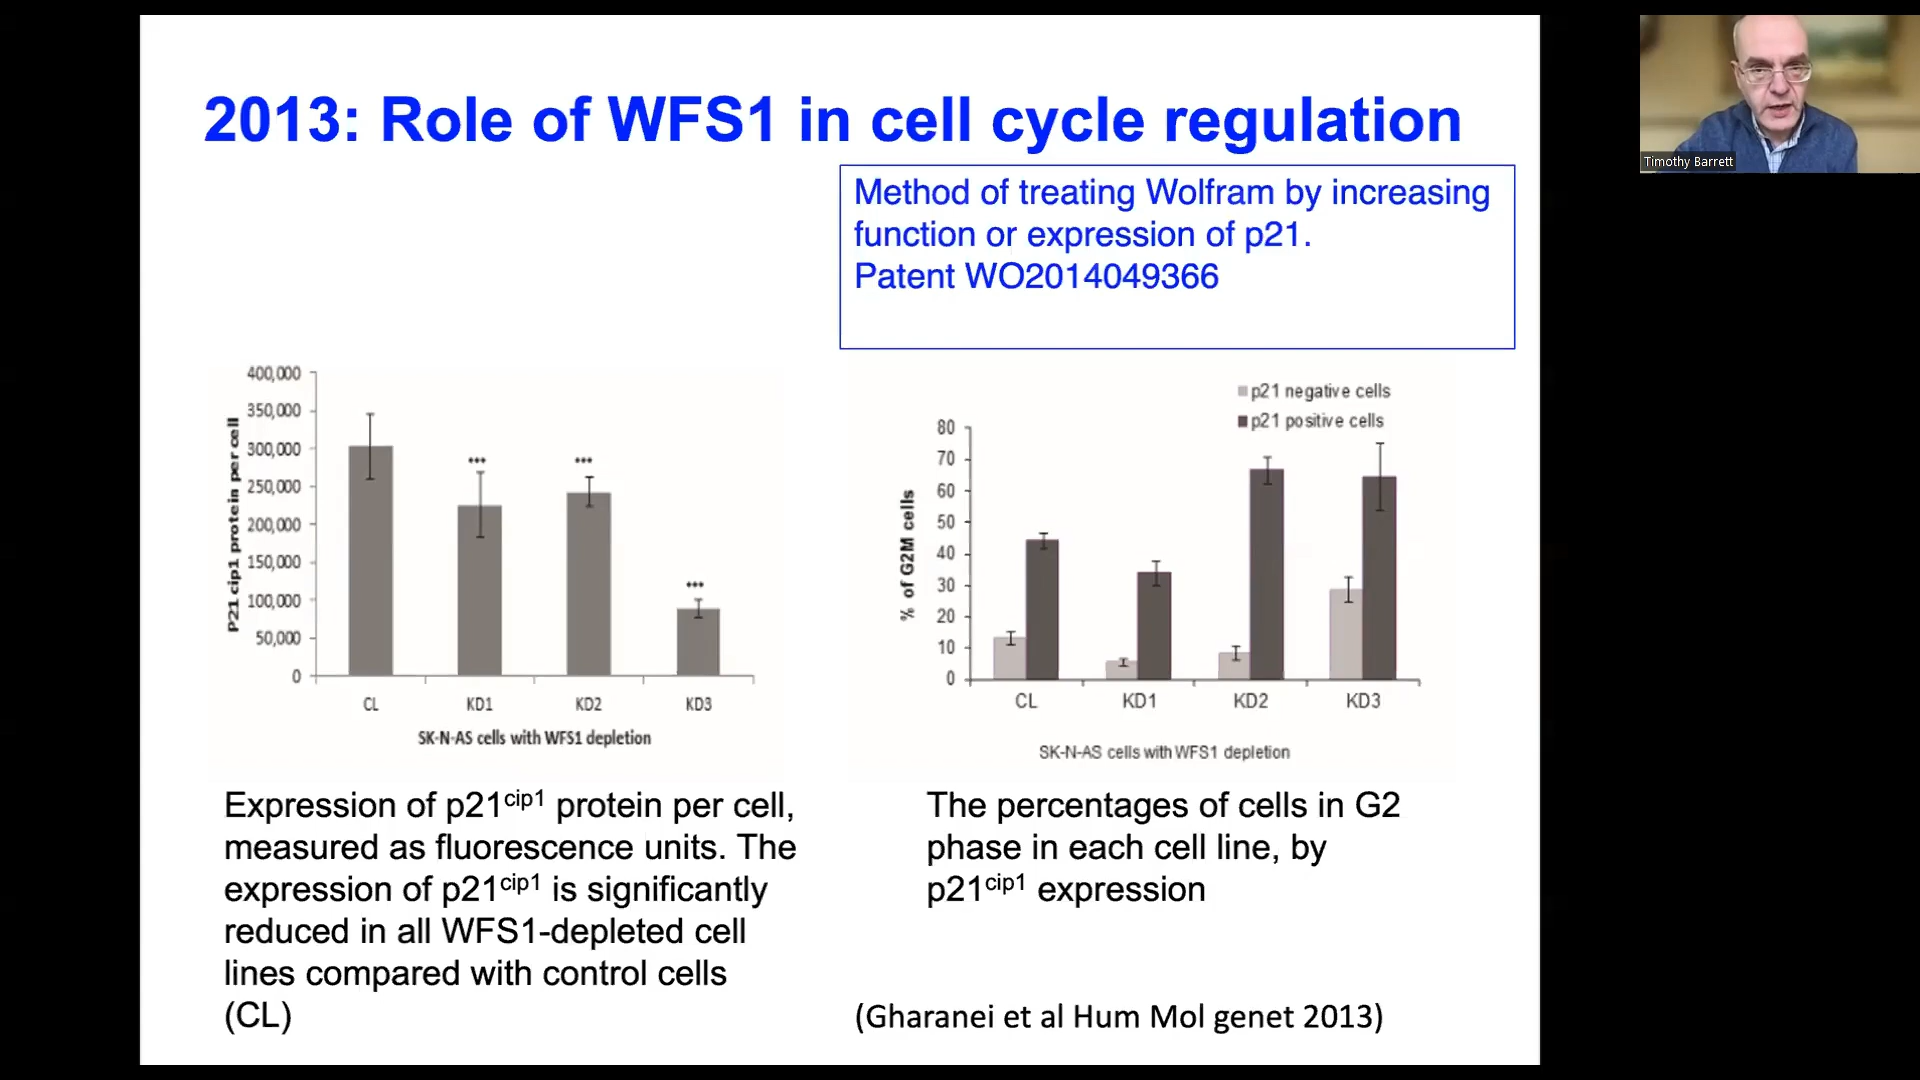 2013: Role of WFS1 in cell cycle regulation
Timothy Barrett
Method of treating Wolfram by increasing
function or expression of p21.
Patent WO2014049366
P21 cip1 protein per cell
400,000
350,000
300,000
250,000
200,000
150,000
100,000
50,000
0
***
***
***
CL
KD1
KD2
KD3
SK-N-AS cells with WFS1 depletion
p21 negative cells
p21 positive cells
% of G2M cells
80
70
60
50
40
30
20
10
0
CL
KD1
KD2
KD3
SK-N-AS cells with WFS1 depletion
Expression of p21cip1 protein per cell,
measured as fluorescence units. The
expression of p21cip1 is significantly
reduced in all WFS1-depleted cell
lines compared with control cells
(CL)
The percentages of cells in G2
phase in each cell line, by
p21cip1 expression
(Gharanei et al Hum Mol genet 2013)